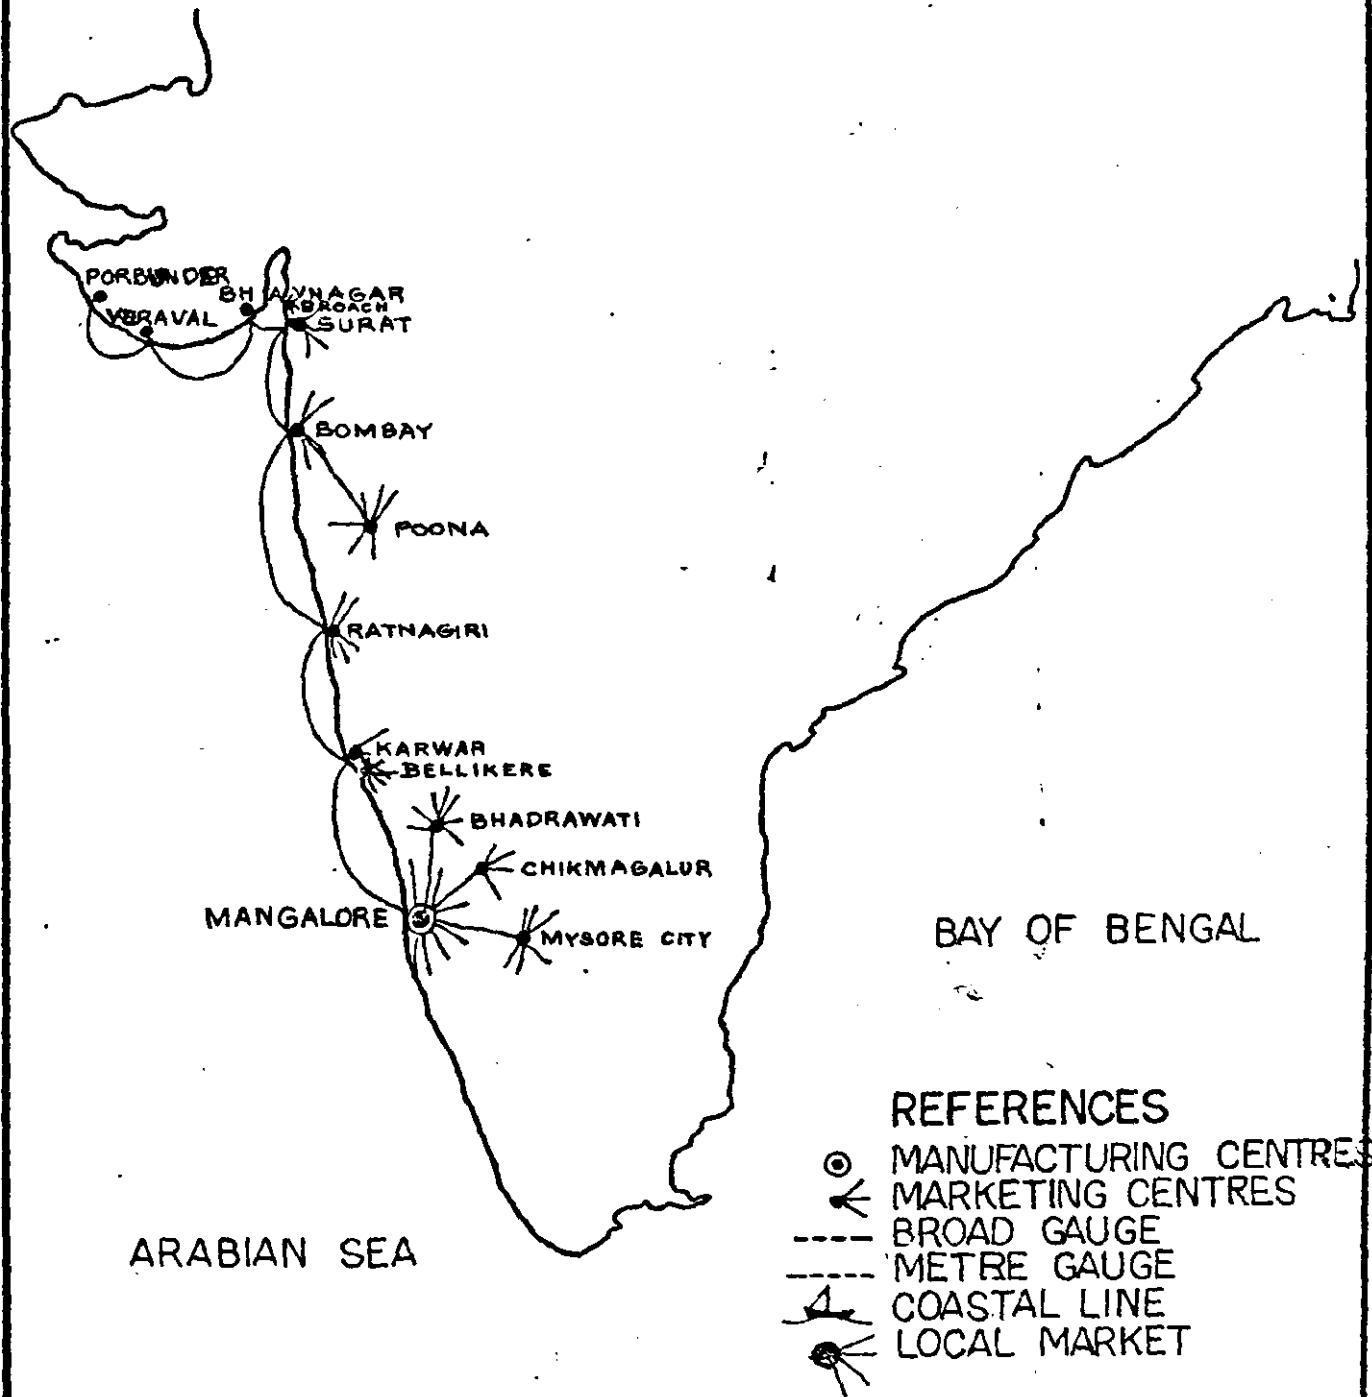 PORBUNDER
BHAVNAGAR
BROACH
VERAVAL
SURAT
BOMBAY
POONA
RATNAGIRI
KARWAR
BELLIKERE
BHADRAWATI
CHIKMAGALUR
MANGALORE
MYSORE CITY
BAY OF BENGAL
ARABIAN SEA
REFERENCES
MANUFACTURING CENTRES
MARKETING CENTRES
BROAD GAUGE
METRE GAUGE
COASTAL LINE
LOCAL MARKET